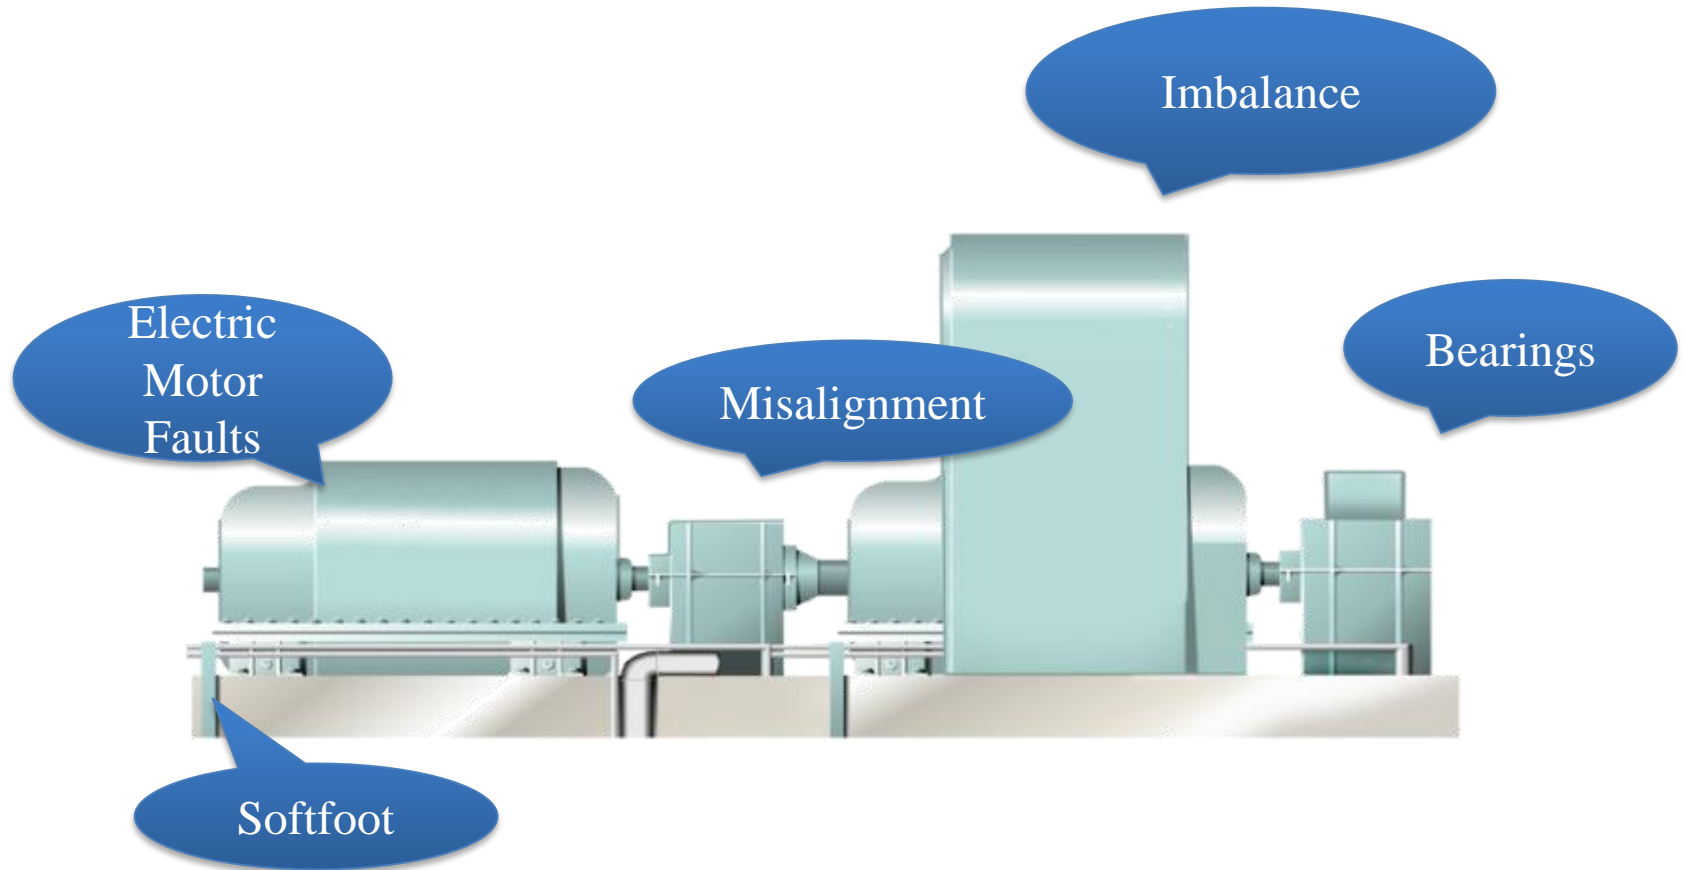 Imbalance
Electric
Motor
Faults
Misalignment
Bearings
Softfoot